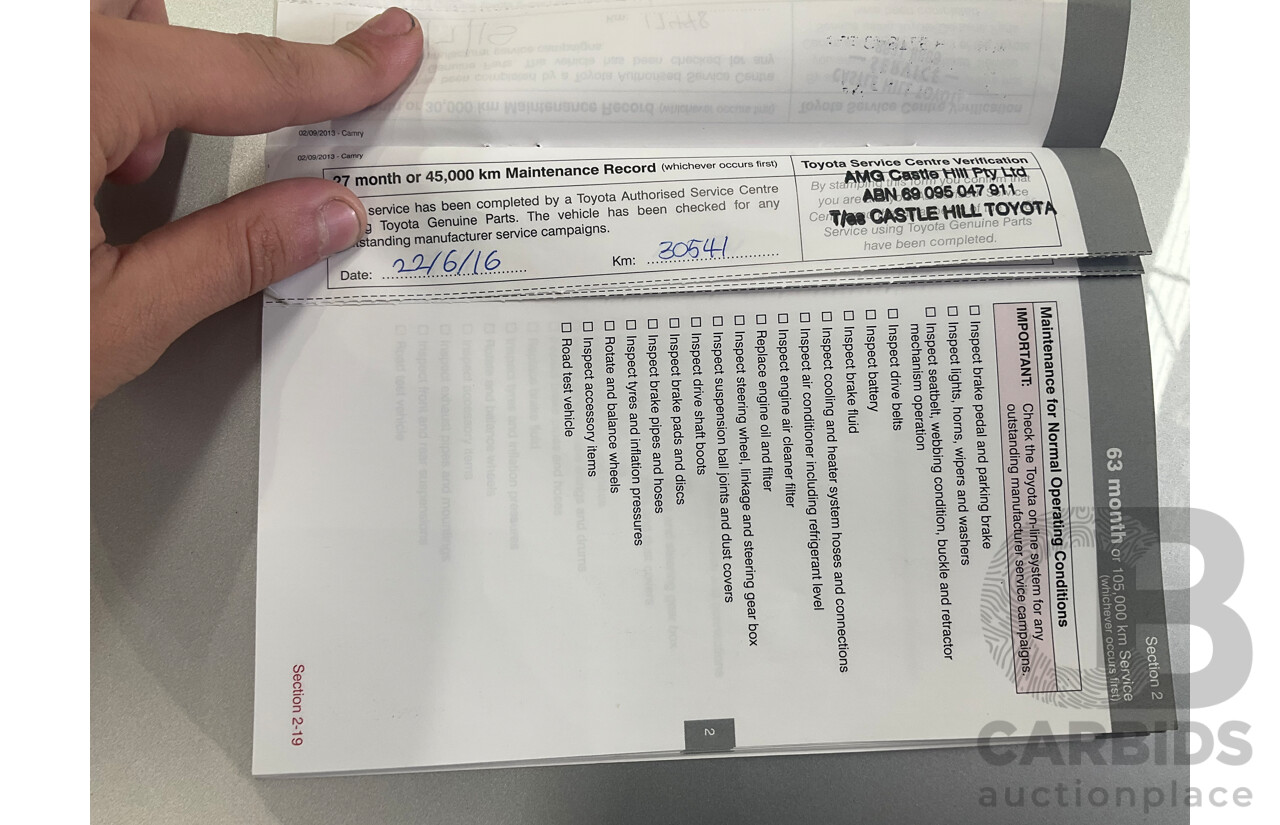 02/09/2013 - Camry
02/09/2013 - Camry
27 month or 45,000 km Maintenance Record (whichever occurs first)
service has been completed by a Toyota Authorised Service Centre
Toyota Genuine Parts. The vehicle has been checked for any
manufacturer service campaigns.
Date: 22/6/16
Km: 30541
Toyota Service Centre Verification
By stamping this form you confirm that
you are
Service using Toyota Genuine Parts
have been completed.
AMG Castle Hill Pty Ltd
ABN 69 095 047 911
T/as CASTLE HILL TOYOTA
Section 2
63 month or 105,000 km Service
(whichever occurs first)
Maintenance for Normal Operating Conditions
IMPORTANT: Check the Toyota on-line system for any
outstanding manufacturer service campaigns.
☐ Inspect brake pedal and parking brake
☐ Inspect lights, horns, wipers and washers
☐ Inspect seatbelt, webbing condition, buckle and retractor
mechanism operation
☐ Inspect drive belts
☐ Inspect battery
☐ Inspect brake fluid
☐ Inspect cooling and heater system hoses and connections
☐ Inspect air conditioner including refrigerant level
☐ Inspect engine air cleaner filter
☐ Replace engine oil and filter
☐ Inspect steering wheel, linkage and steering gear box
☐ Inspect suspension ball joints and dust covers
☐ Inspect drive shaft boots
☐ Inspect brake pads and discs
☐ Inspect brake pipes and hoses
☐ Inspect tyres and inflation pressures
☐ Rotate and balance wheels
☐ Inspect accessory items
☐ Road test vehicle
2
Section 2-19
CB
CARBIDS
auctionplace